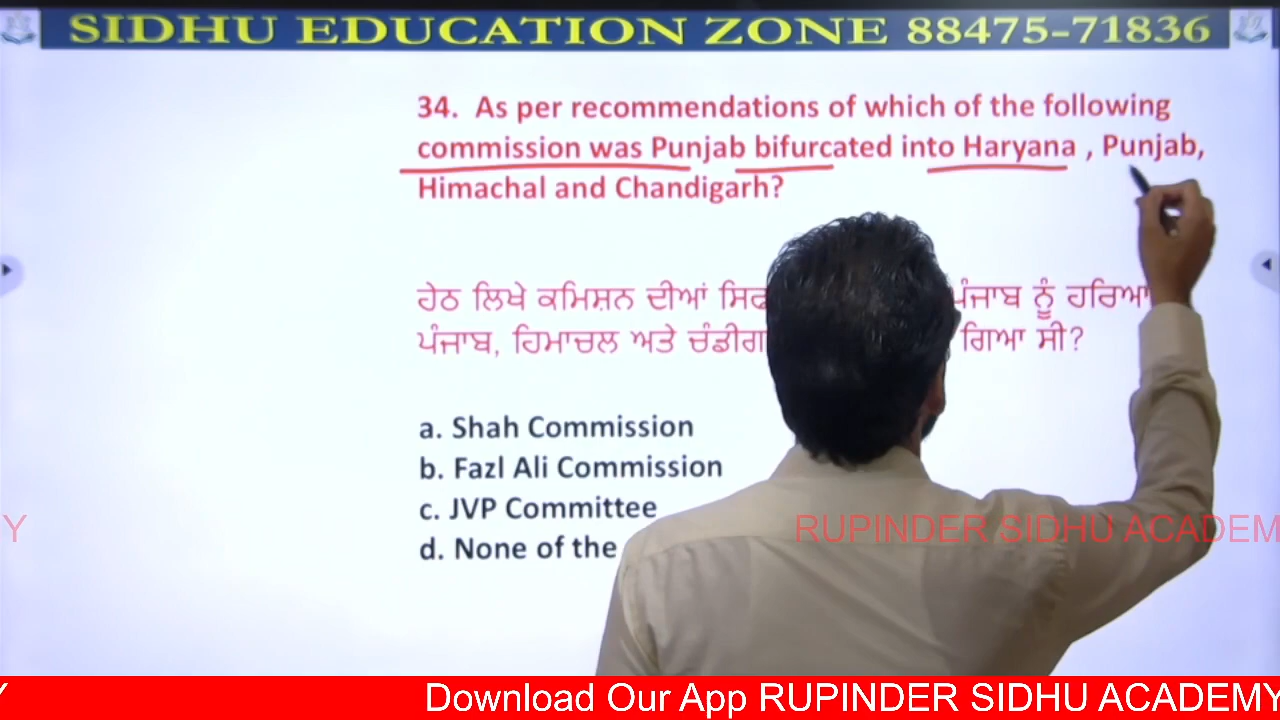 SIDHU EDUCATION ZONE 88475-71836
34. As per recommendations of which of the following
commission was Punjab bifurcated into Haryana , Punjab,
Himachal and Chandigarh?
ਹੇਠ ਲਿਖੇ ਕਮਿਸ਼ਨ ਦੀਆਂ ਨੂੰ
ਪੰਜਾਬ, ਹਿਮਾਚਲ ਅਤੇ ਗਿਆ ਸੀ?
a. Shah Commission
b. Fazl Ali Commission
c. JVP Committee
d. None of the
Y RUPINDER SIDHU ACADEM
Y Download Our App RUPINDER SIDHU ACADEMY